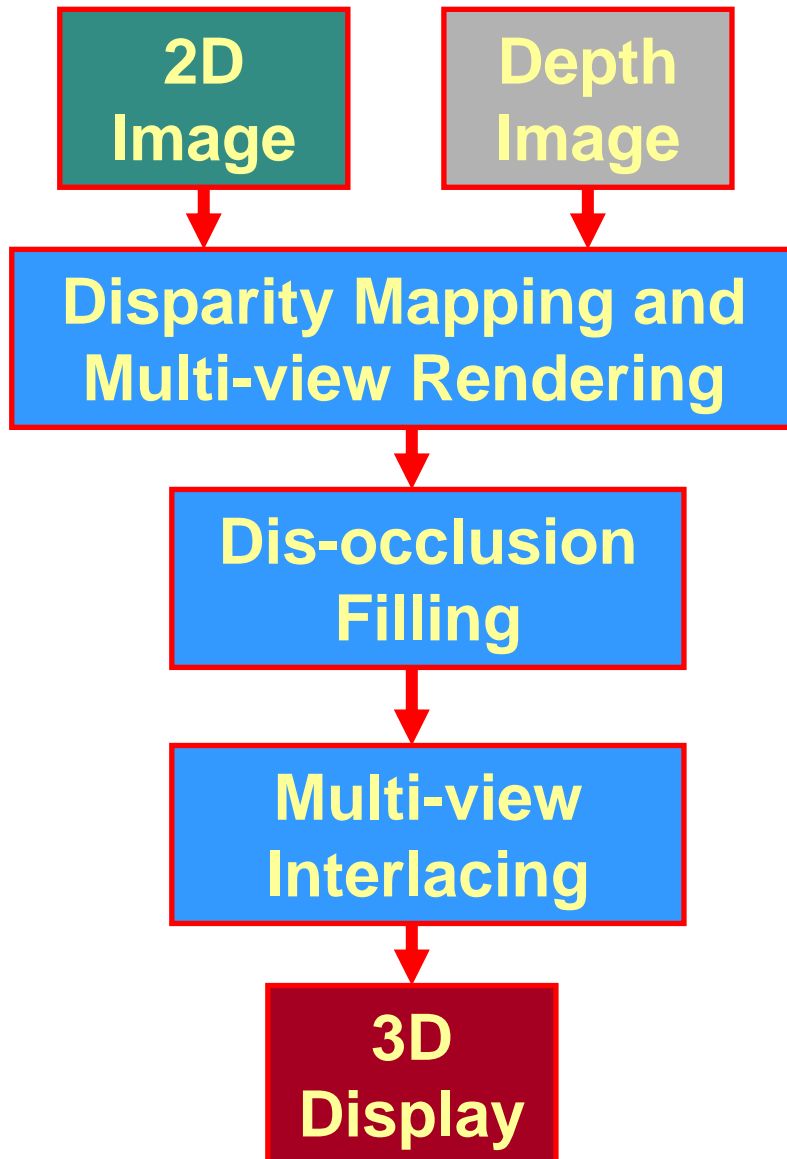 2D
Image
Depth
Image
Disparity Mapping and
Multi-view Rendering
Dis-occlusion
Filling
Multi-view
Interlacing
3D
Display